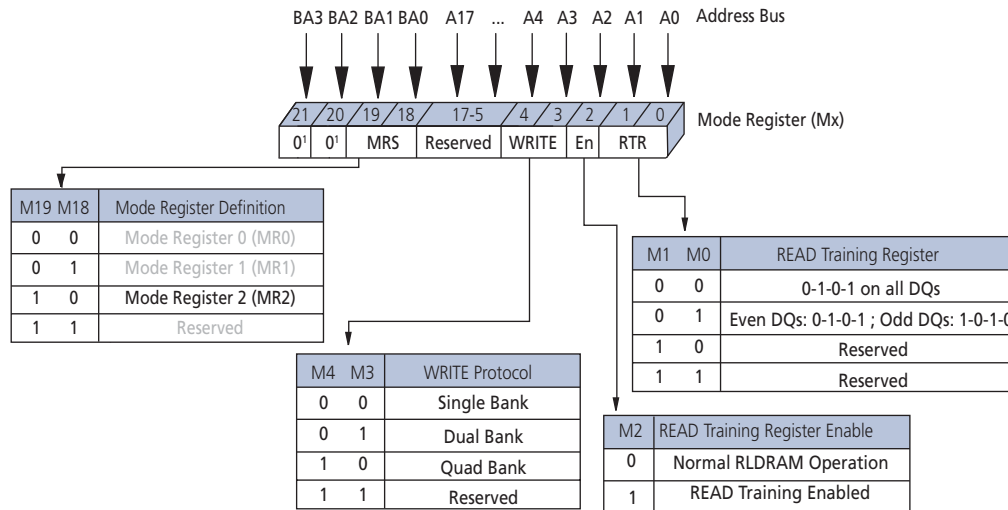 BA3 BA2 BA1 BA0 A17 ... A4 A3 A2 A1 A0 Address Bus
21 20 19 18 17-5 4 3 2 1 0 Mode Register (Mx)
0¹ 0¹ MRS Reserved WRITE En RTR
M19 M18 Mode Register Definition
0 0 Mode Register 0 (MR0)
0 1 Mode Register 1 (MR1)
1 0 Mode Register 2 (MR2)
1 1 Reserved
M1 M0 READ Training Register
0 0 0-1-0-1 on all DQs
0 1 Even DQs: 0-1-0-1 ; Odd DQs: 1-0-1-0
1 0 Reserved
1 1 Reserved
M4 M3 WRITE Protocol
0 0 Single Bank
0 1 Dual Bank
1 0 Quad Bank
1 1 Reserved
M2 READ Training Register Enable
0 Normal RLDRAM Operation
1 READ Training Enabled